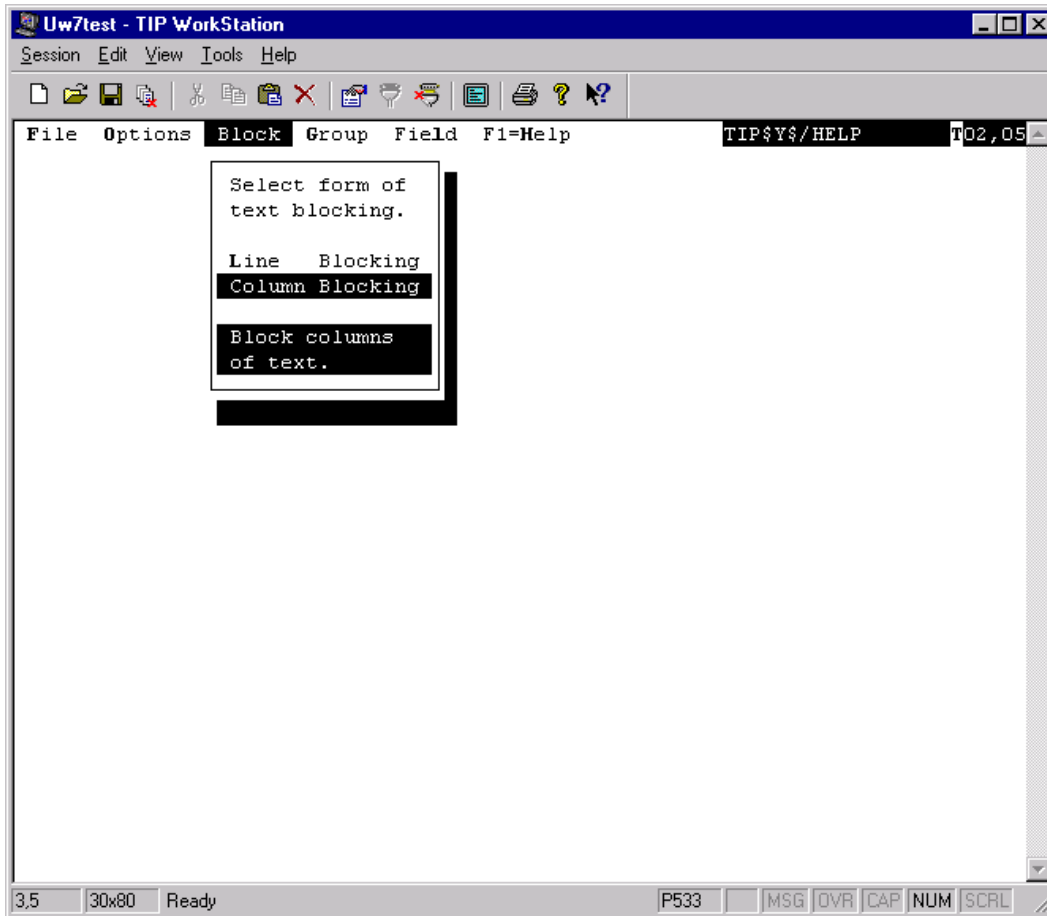 Uw7test - TIP WorkStation
Session Edit View Tools Help
File Options Block Group Field F1=Help TIP$Y$/HELP T02,05
Select form of
text blocking.
Line Blocking
Column Blocking
Block columns
of text.
3,5 30x80 Ready P533 MSG OVR CAP NUM SCRL